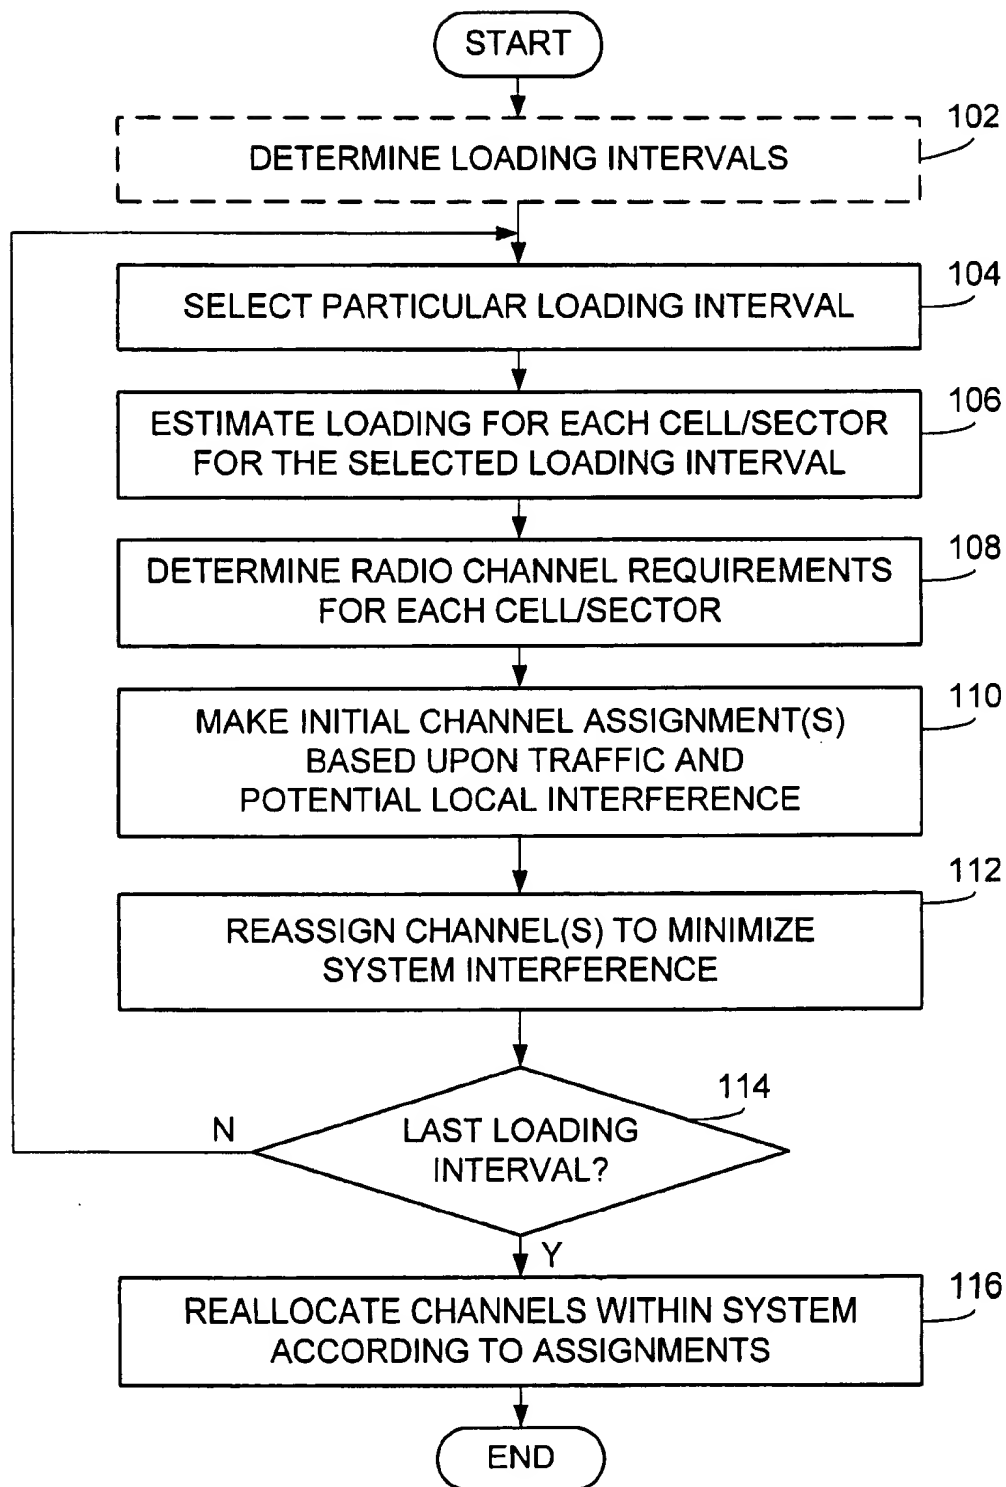 START
102
DETERMINE LOADING INTERVALS
104
SELECT PARTICULAR LOADING INTERVAL
106
ESTIMATE LOADING FOR EACH CELL/SECTOR
FOR THE SELECTED LOADING INTERVAL
108
DETERMINE RADIO CHANNEL REQUIREMENTS
FOR EACH CELL/SECTOR
110
MAKE INITIAL CHANNEL ASSIGNMENT(S)
BASED UPON TRAFFIC AND
POTENTIAL LOCAL INTERFERENCE
112
REASSIGN CHANNEL(S) TO MINIMIZE
SYSTEM INTERFERENCE
114
N
LAST LOADING
INTERVAL?
Y
116
REALLOCATE CHANNELS WITHIN SYSTEM
ACCORDING TO ASSIGNMENTS
END